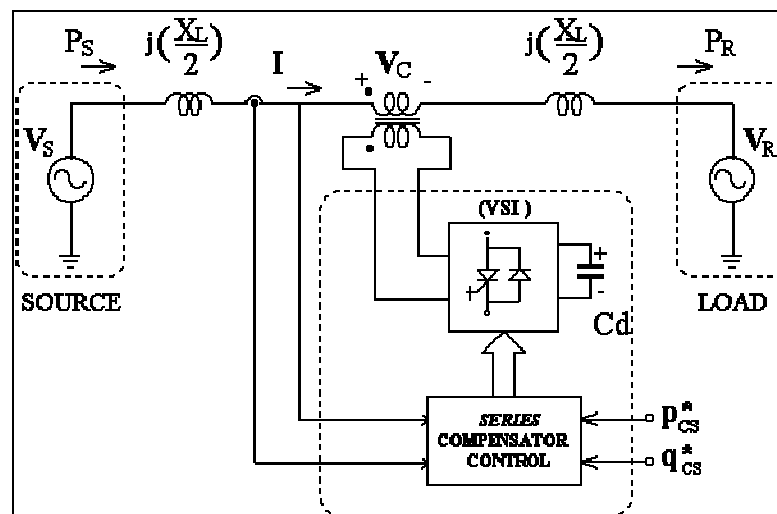 P_S
j(X_L/2)
I
V_C
+ -
j(X_L/2)
P_R
V_S
V_R
SOURCE
LOAD
(VSI)
+
+
-
Cd
SERIES
COMPENSATOR
CONTROL
p*_CS
q*_CS